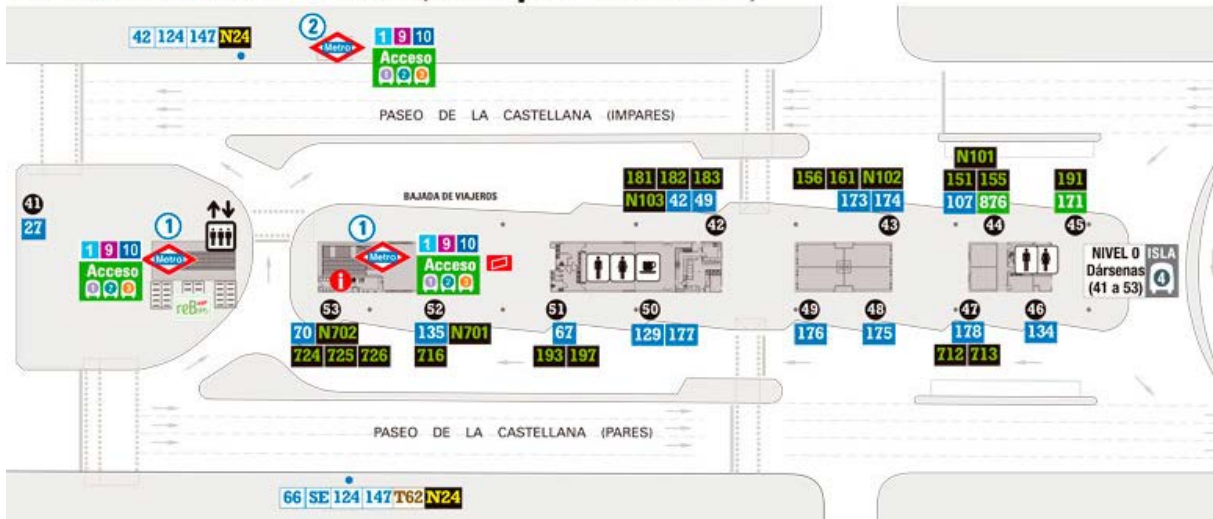 42 124 147 N24
2
Metro
1 9 10
Acceso
1 2 3
PASEO DE LA CASTELLANA (IMPARES)
41
27
1
Metro
1 9 10
Acceso
1 2 3
reB
BAJADA DE VIAJEROS
1
Metro
1 9 10
Acceso
1 2 3
i
181 182 183
N103 42 49
42
156 161 N102
173 174
43
N101
151 155
107 876
44
191
171
45
NIVEL 0
Dársenas
(41 a 53)
ISLA
4
53
70 N702
724 725 726
52
135 N701
716
51
67
193 197
50
129 177
49
176
48
175
47
178
712 713
46
134
PASEO DE LA CASTELLANA (PARES)
66 SE 124 147 T62 N24